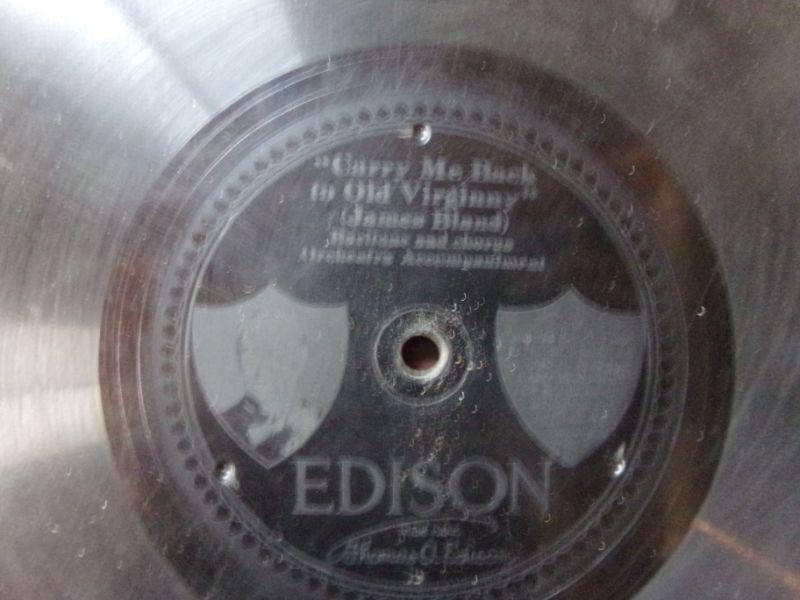 "Carry Me Back
to Old Virginny"
(James Bland)
Baritone and chorus
Orchestra Accompaniment
EDISON
Thomas A Edison